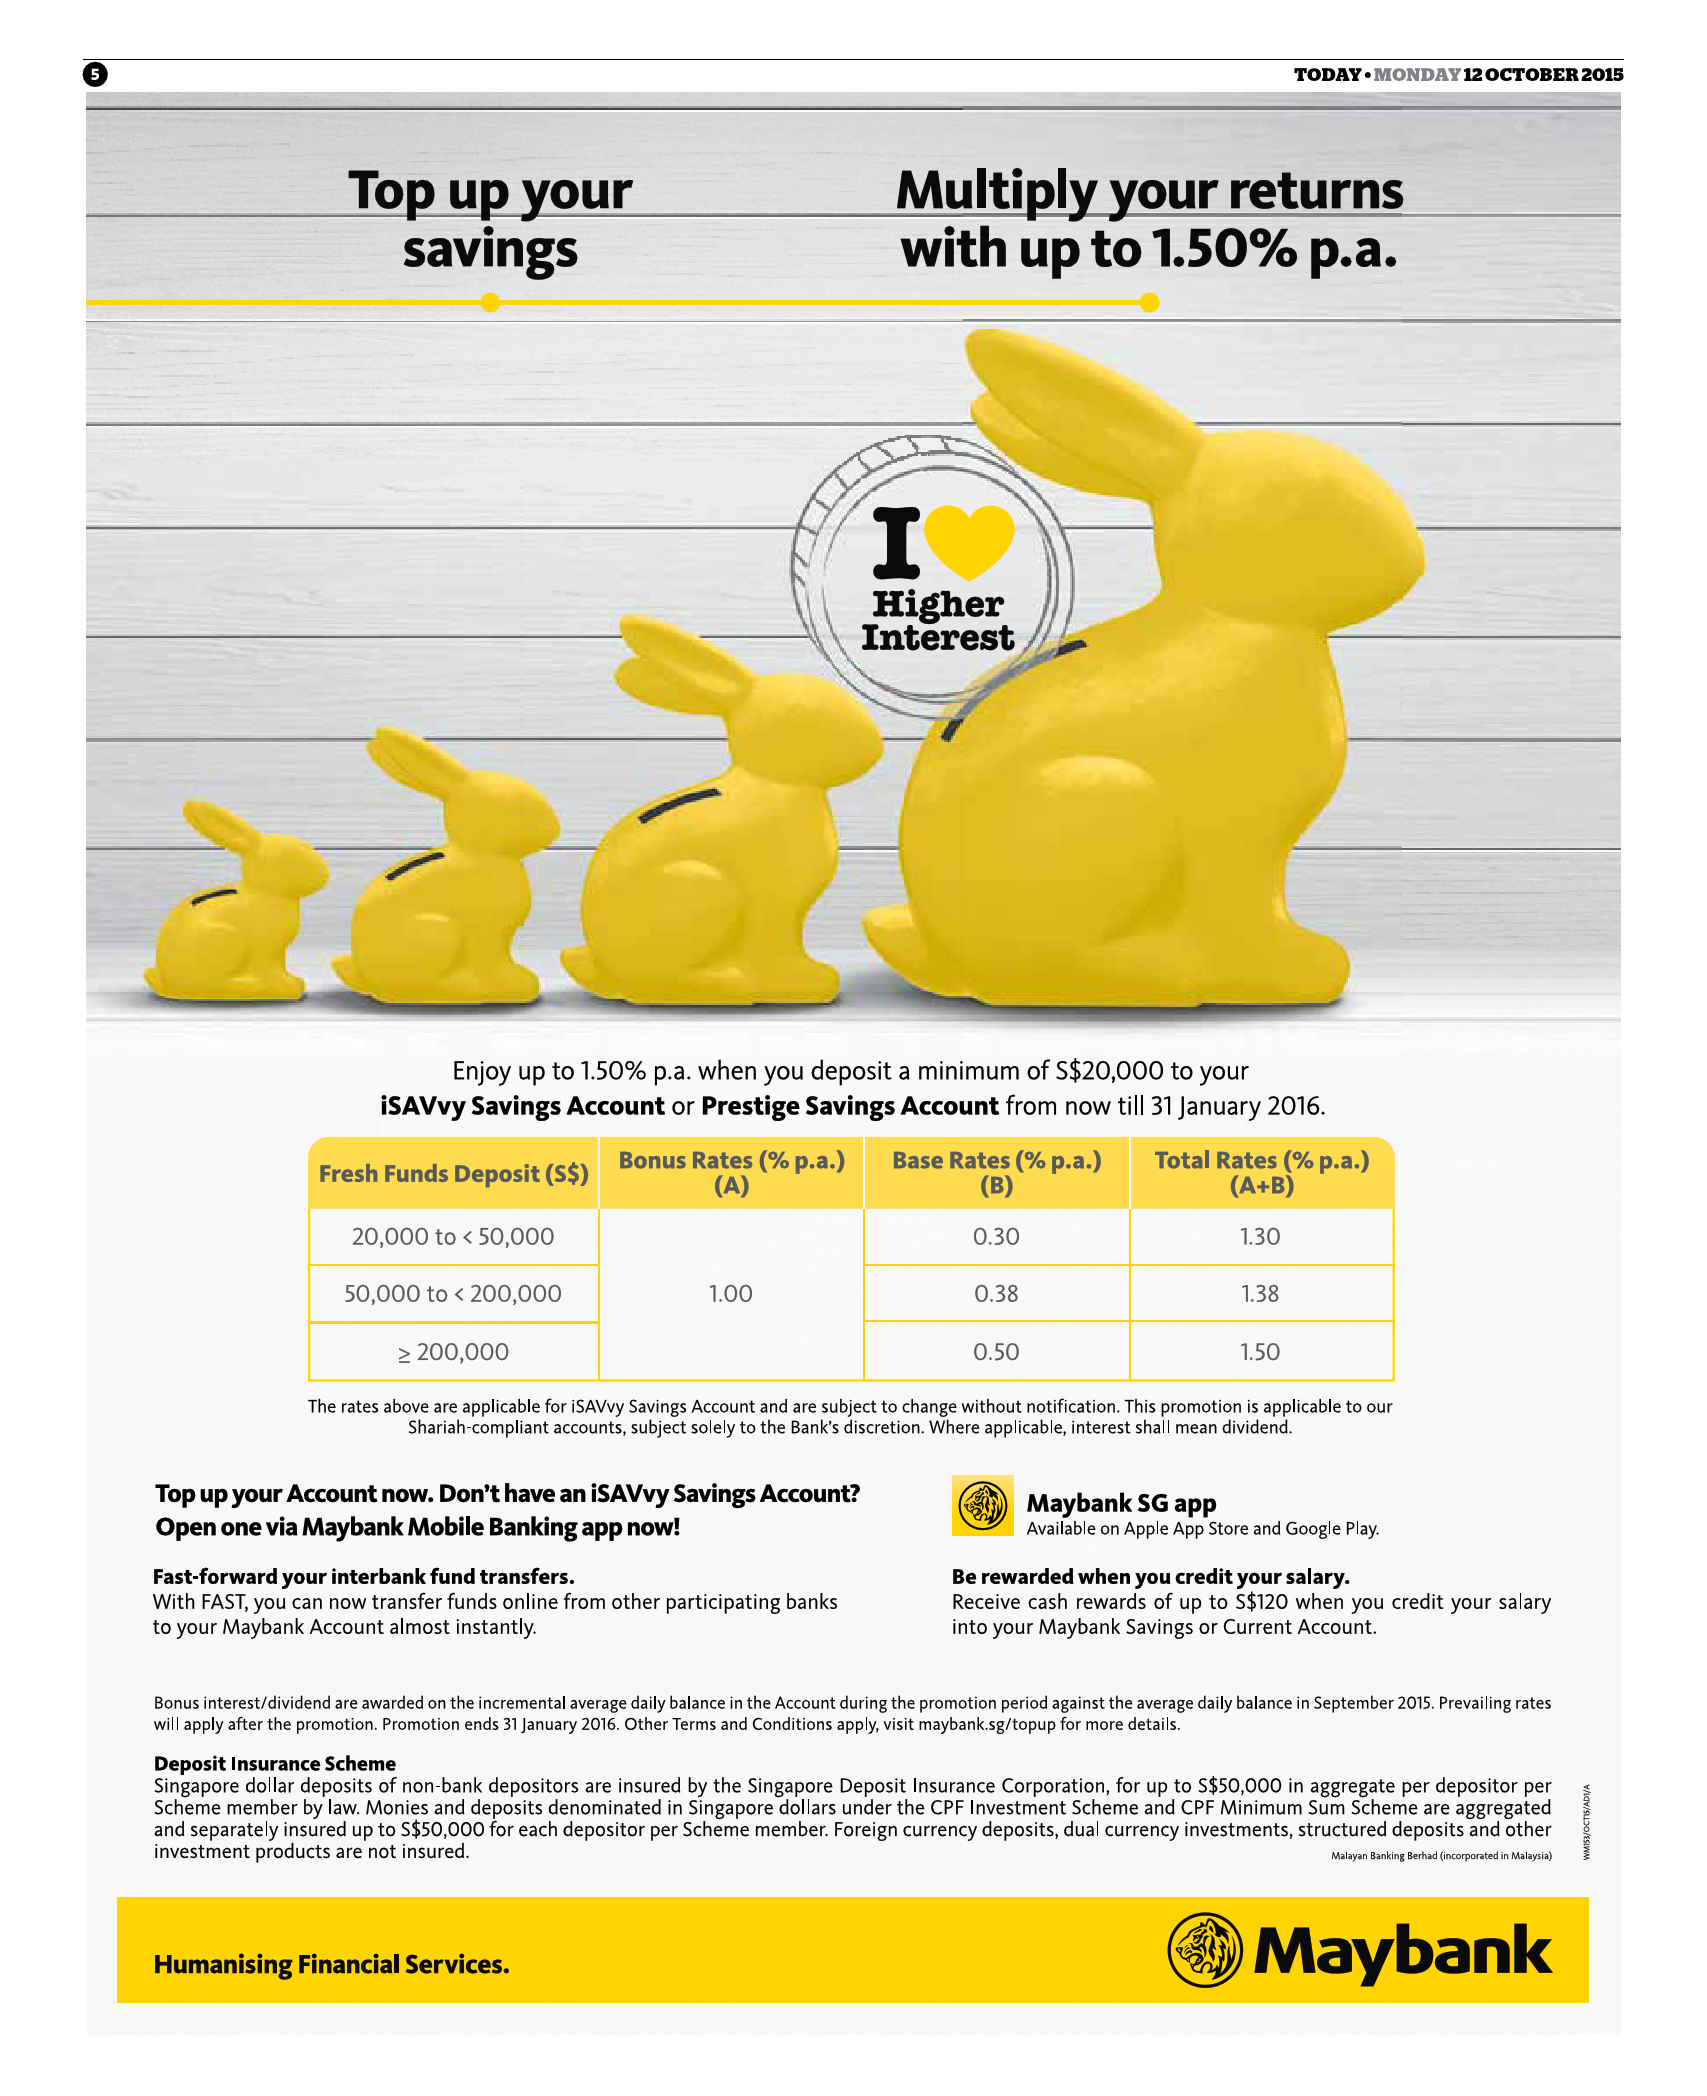 5
TODAY • MONDAY 12 OCTOBER 2015
Top up your
savings
Multiply your returns
with up to 1.50% p.a.
I
Higher
Interest
Enjoy up to 1.50% p.a. when you deposit a minimum of S$20,000 to your
iSAVvy Savings Account or Prestige Savings Account from now till 31 January 2016.
Fresh Funds Deposit (S$)
Bonus Rates (% p.a.)
(A)
Base Rates (% p.a.)
(B)
Total Rates (% p.a.)
(A+B)
20,000 to < 50,000
0.30
1.30
50,000 to < 200,000
1.00
0.38
1.38
≥ 200,000
0.50
1.50
The rates above are applicable for iSAVvy Savings Account and are subject to change without notification. This promotion is applicable to our
Shariah-compliant accounts, subject solely to the Bank's discretion. Where applicable, interest shall mean dividend.
Top up your Account now. Don't have an iSAVvy Savings Account?
Open one via Maybank Mobile Banking app now!
Maybank SG app
Available on Apple App Store and Google Play.
Fast-forward your interbank fund transfers.
With FAST, you can now transfer funds online from other participating banks
to your Maybank Account almost instantly.
Be rewarded when you credit your salary.
Receive cash rewards of up to S$120 when you credit your salary
into your Maybank Savings or Current Account.
Bonus interest/dividend are awarded on the incremental average daily balance in the Account during the promotion period against the average daily balance in September 2015. Prevailing rates
will apply after the promotion. Promotion ends 31 January 2016. Other Terms and Conditions apply, visit maybank.sg/topup for more details.
Deposit Insurance Scheme
Singapore dollar deposits of non-bank depositors are insured by the Singapore Deposit Insurance Corporation, for up to S$50,000 in aggregate per depositor per
Scheme member by law. Monies and deposits denominated in Singapore dollars under the CPF Investment Scheme and CPF Minimum Sum Scheme are aggregated
and separately insured up to S$50,000 for each depositor per Scheme member. Foreign currency deposits, dual currency investments, structured deposits and other
investment products are not insured.
Malayan Banking Berhad (incorporated in Malaysia)
WM153/OCT15/AD1/A
Humanising Financial Services.
Maybank